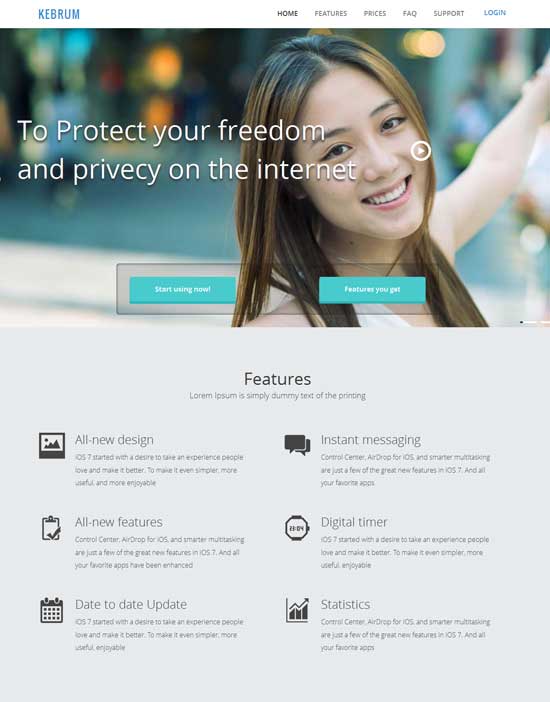 KEBRUM
HOME FEATURES PRICES FAQ SUPPORT LOGIN
To Protect your freedom
and privecy on the internet
Start using now!
Features you get
Features
Lorem Ipsum is simply dummy text of the printing
All-new design
iOS 7 started with a desire to take an experience people
love and make it better. To make it even simpler, more
useful, and more enjoyable
Instant messaging
Control Center, AirDrop for iOS, and smarter multitasking
are just a few of the great new features in iOS 7. And all
your favorite apps
All-new features
Control Center, AirDrop for iOS, and smarter multitasking
are just a few of the great new features in iOS 7. And all
your favorite apps have been enhanced
23:04
Digital timer
iOS 7 started with a desire to take an experience people
love and make it better. To make it even simpler, more
useful, enjoyable
Date to date Update
iOS 7 started with a desire to take an experience people
love and make it better. To make it even simpler, more
useful, enjoyable
Statistics
Control Center, AirDrop for iOS, and smarter multitasking
are just a few of the great new features in iOS 7. And all
your favorite apps